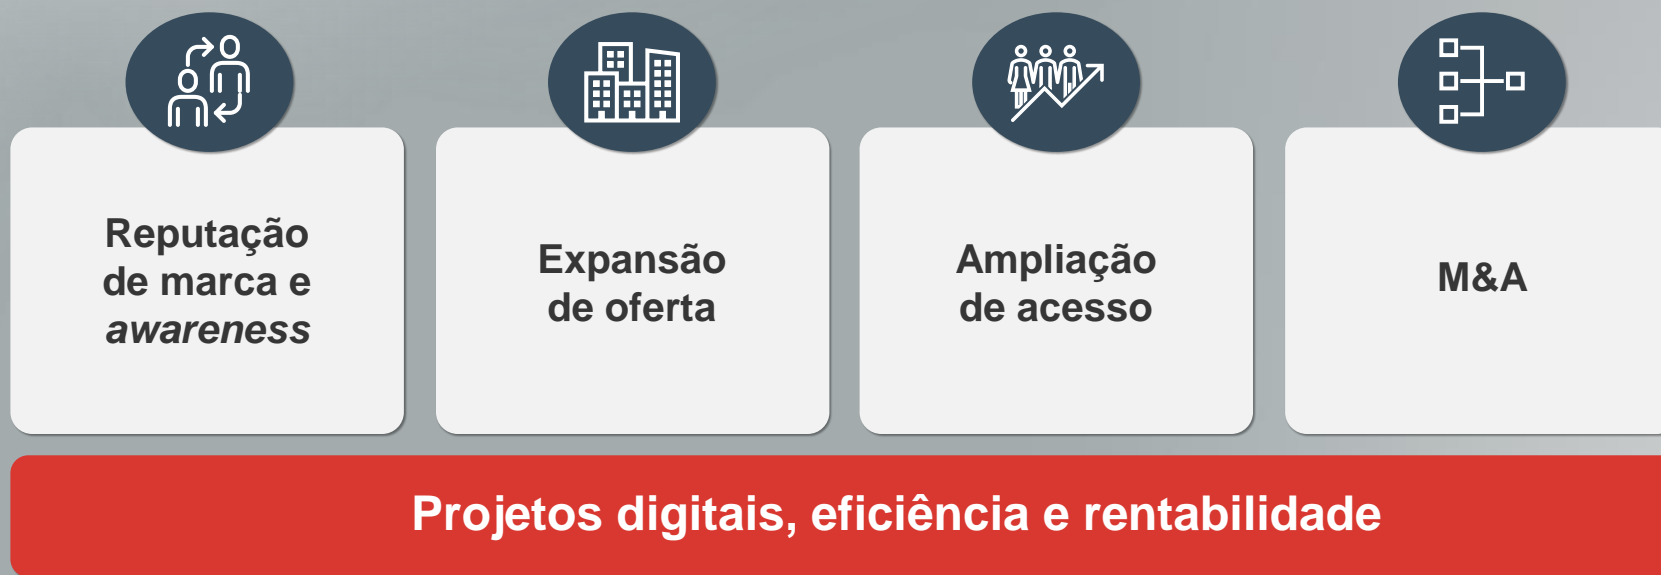 Reputação
de marca e
awareness
Expansão
de oferta
Ampliação
de acesso
M&A
Projetos digitais, eficiência e rentabilidade